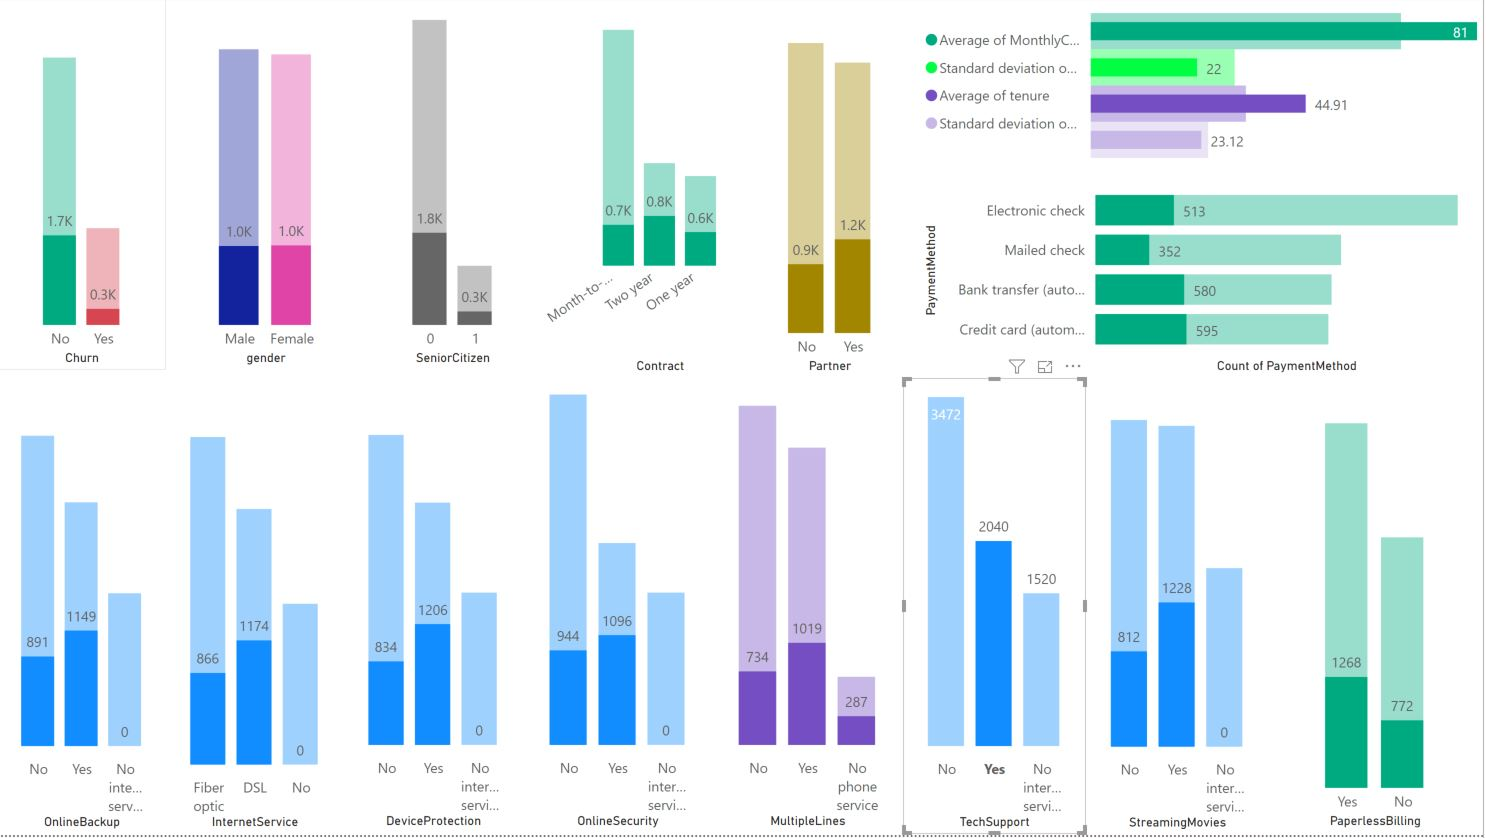 1.7K
0.3K
No Yes
Churn
1.0K
1.0K
Male Female
gender
1.8K
0.3K
0 1
SeniorCitizen
0.7K
0.8K
0.6K
Month-to-...
Two year
One year
Contract
0.9K
1.2K
No Yes
Partner
Average of MonthlyC...
Standard deviation o...
Average of tenure
Standard deviation o...
81
22
44.91
23.12
PaymentMethod
Electronic check 513
Mailed check 352
Bank transfer (auto... 580
Credit card (autom... 595
Count of PaymentMethod
891
1149
0
No Yes No
inte...
serv...
OnlineBackup
866
1174
0
Fiber DSL No
optic
InternetService
834
1206
0
No Yes No
inter...
servi...
DeviceProtection
944
1096
0
No Yes No
inter...
servi...
OnlineSecurity
734
1019
287
No Yes No
phone
service
MultipleLines
3472
2040
1520
No Yes No
inter...
servi...
TechSupport
812
1228
0
No Yes No
inter...
servi...
StreamingMovies
1268
772
Yes No
PaperlessBilling